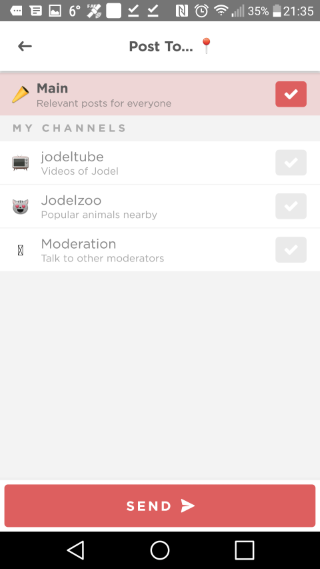 6° 35% 21:35
Post To...
Main
Relevant posts for everyone
MY CHANNELS
jodeltube
Videos of Jodel
Jodelzoo
Popular animals nearby
Moderation
Talk to other moderators
SEND